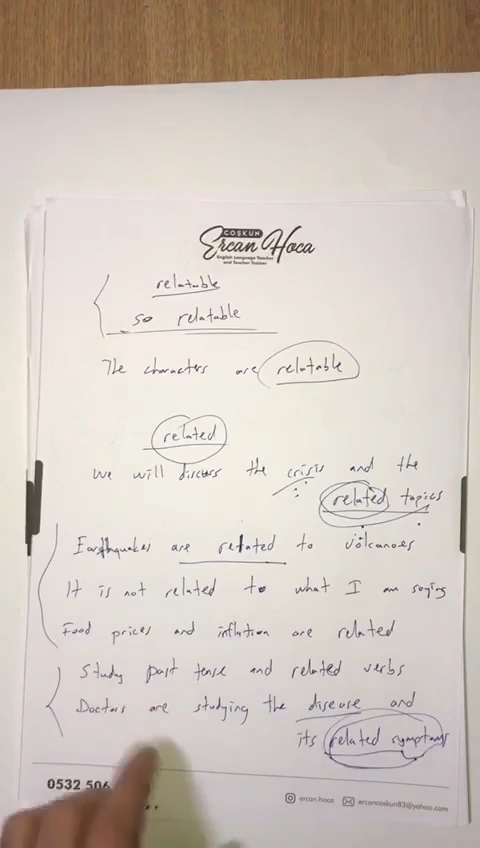 COŞKUN
Ercan Hoca
English Language Teacher
and Teacher Trainer
relatable
so relatable
The characters are relatable
related
We will discuss the crisis and the
related topics
Earthquakes are related to volcanoes
It is not related to what I am saying
Food prices and inflation are related
Study past tense and related verbs
Doctors are studying the disease and
its related symptoms
0532 506
ercan.hoca
ercancoskun83@yahoo.com